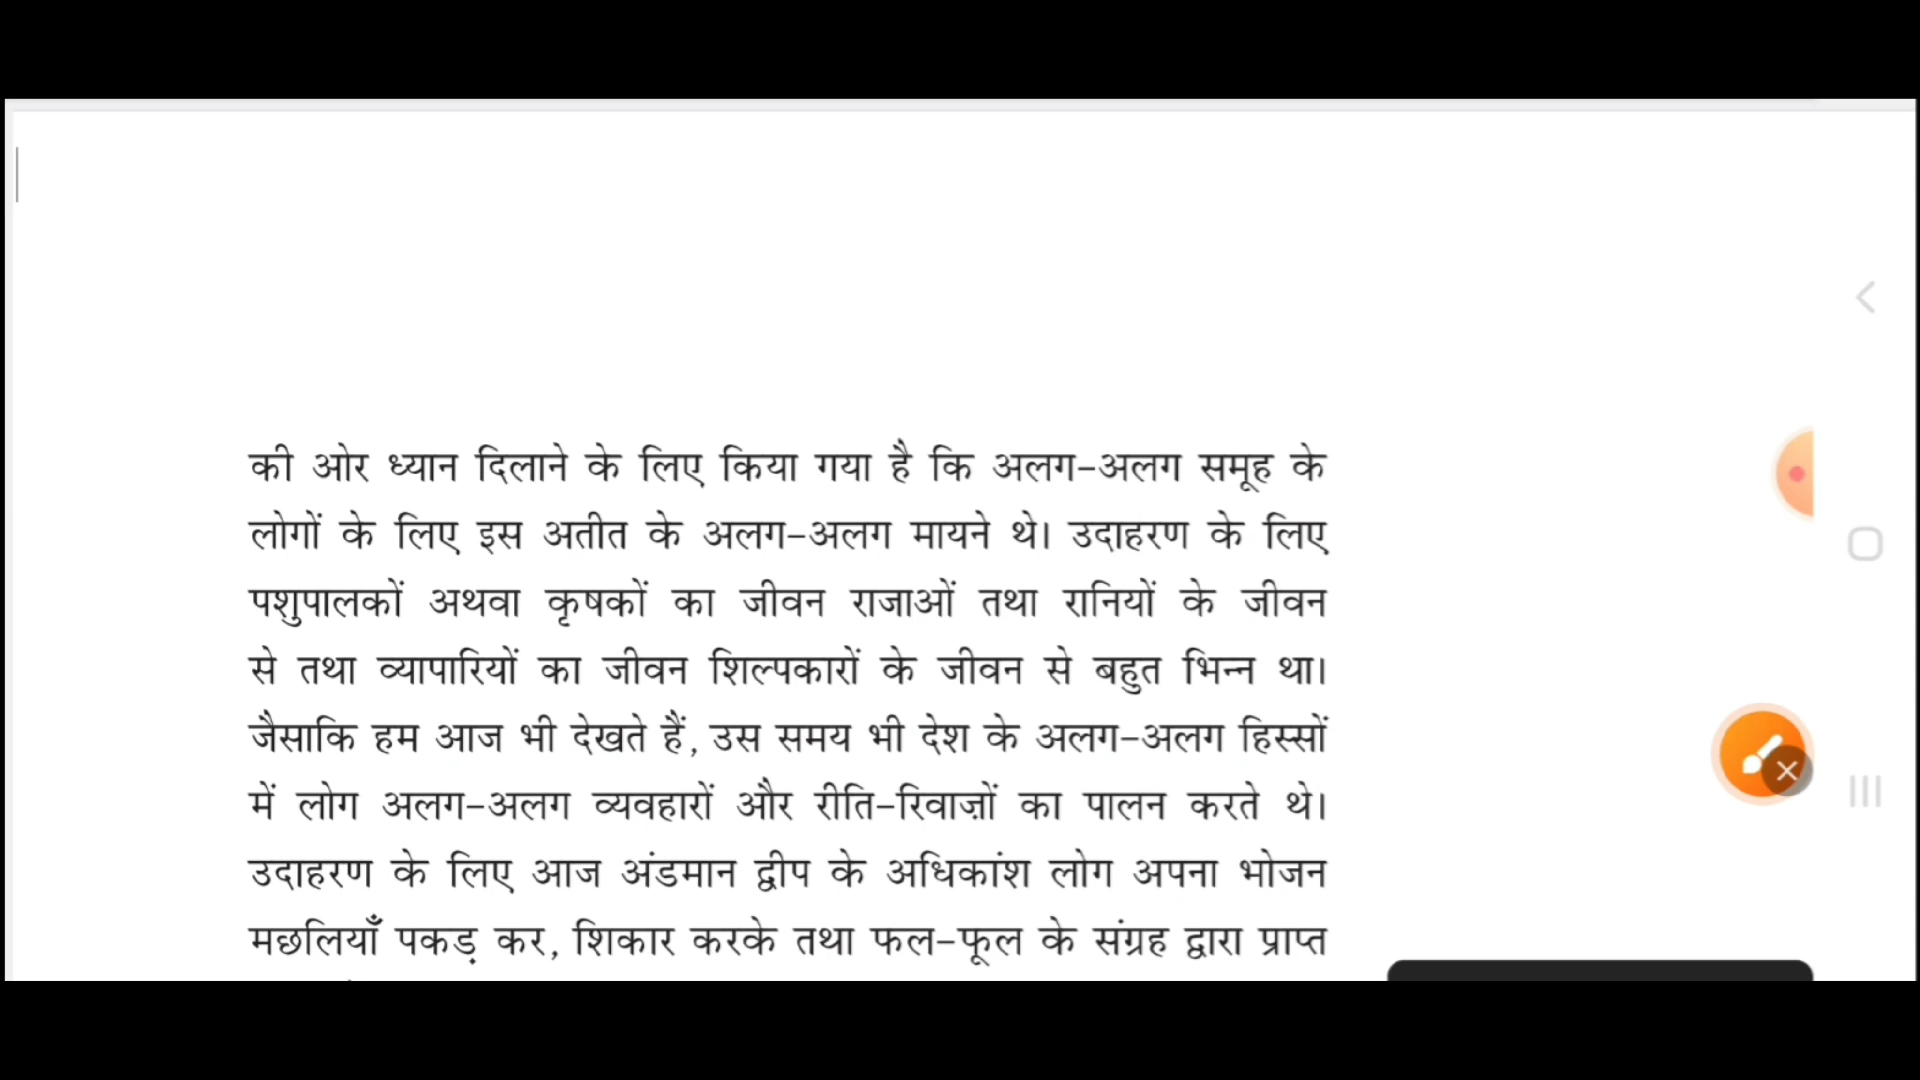 की ओर ध्यान दिलाने के लिए किया गया है कि अलग-अलग समूह के
लोगों के लिए इस अतीत के अलग-अलग मायने थे। उदाहरण के लिए
पशुपालकों अथवा कृषकों का जीवन राजाओं तथा रानियों के जीवन
से तथा व्यापारियों का जीवन शिल्पकारों के जीवन से बहुत भिन्न था।
जैसाकि हम आज भी देखते हैं, उस समय भी देश के अलग-अलग हिस्सों
में लोग अलग-अलग व्यवहारों और रीति-रिवाज़ों का पालन करते थे।
उदाहरण के लिए आज अंडमान द्वीप के अधिकांश लोग अपना भोजन
मछलियाँ पकड़ कर, शिकार करके तथा फल-फूल के संग्रह द्वारा प्राप्त